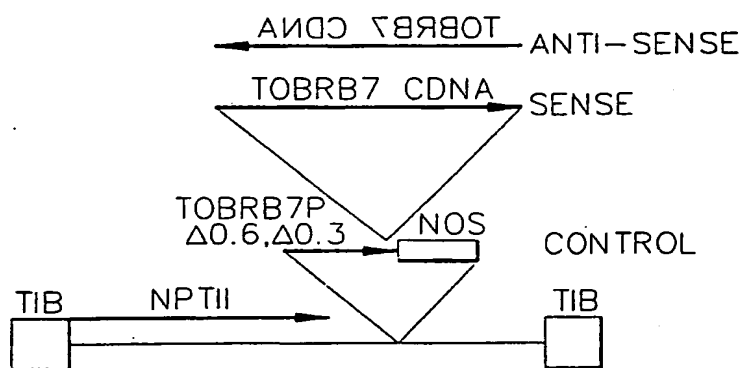 TOBRB7 CDNA ANTI-SENSE
TOBRB7 CDNA SENSE
TOBRB7P
Δ0.6,Δ0.3
NOS
CONTROL
TIB
NPTII
TIB